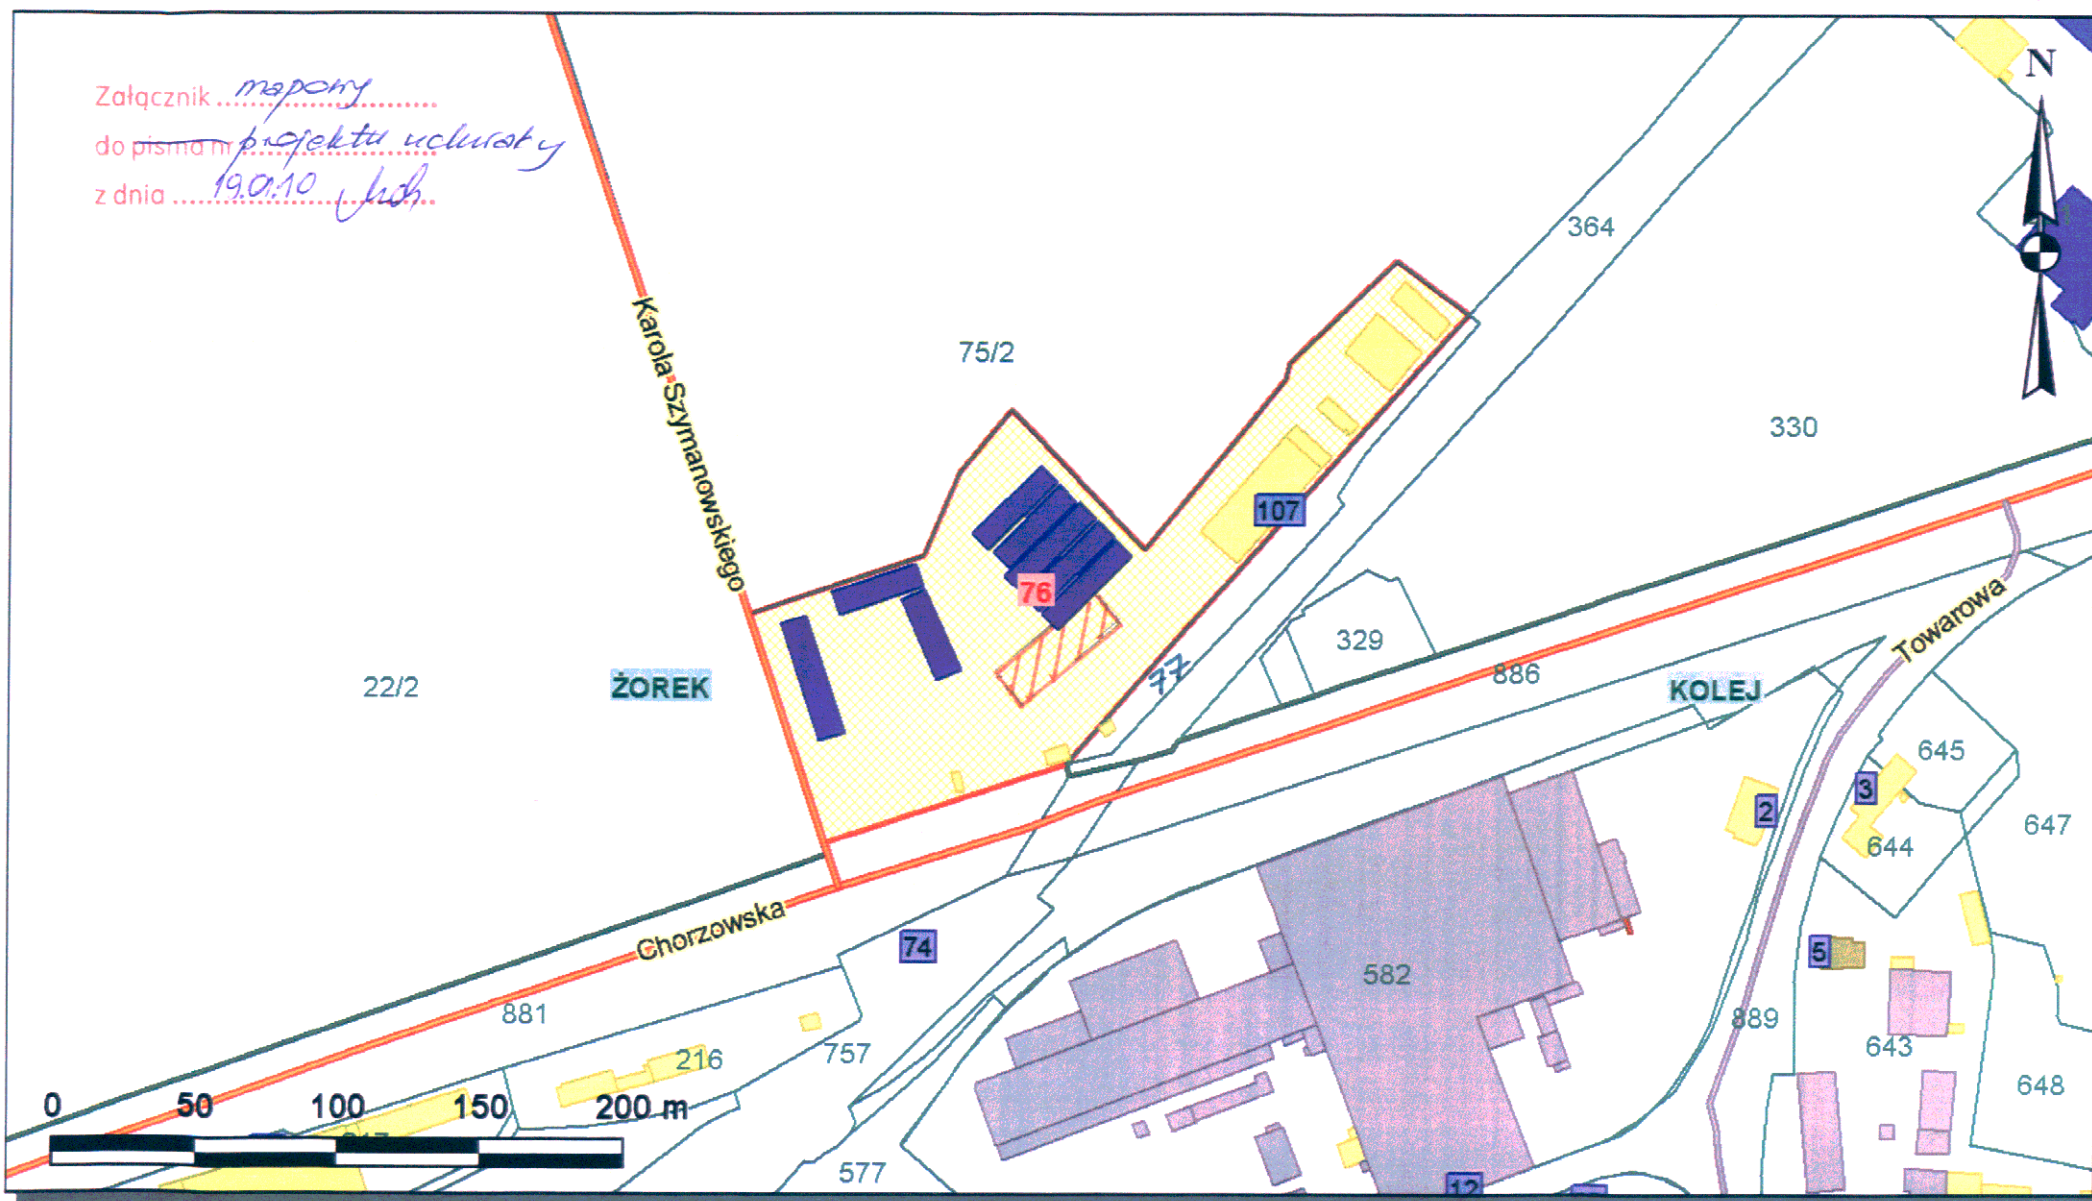 Załącznik mapowy
do pisma nr projektu uchwały
z dnia 19.01.10
N
Karola Szymanowskiego
364
75/2
330
107
76
329
77
22/2
ŻOREK
886
KOLEJ
Towarowa
645
3
2
647
644
Chorzowska
74
5
582
881
889
216
757
643
648
0 50 100 150 200 m
577
12